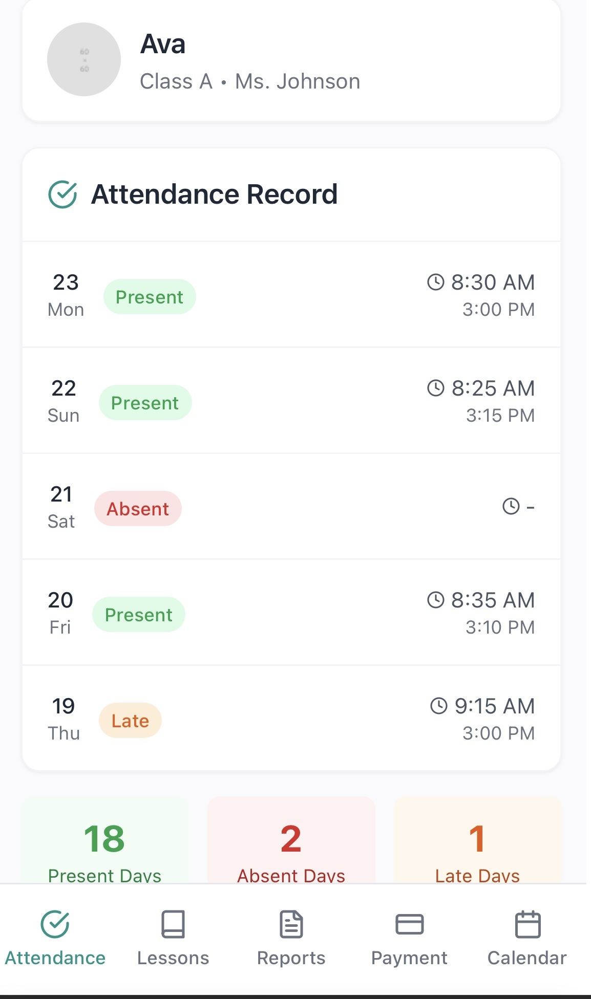 Ava
Class A • Ms. Johnson
Attendance Record
23
Mon
Present
8:30 AM
3:00 PM
22
Sun
Present
8:25 AM
3:15 PM
21
Sat
Absent
-
20
Fri
Present
8:35 AM
3:10 PM
19
Thu
Late
9:15 AM
3:00 PM
18
Present Days
2
Absent Days
1
Late Days
Attendance
Lessons
Reports
Payment
Calendar